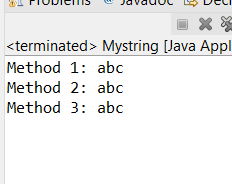 Problems @ Javadoc
<terminated> Mystring [Java Appl
Method 1: abc
Method 2: abc
Method 3: abc